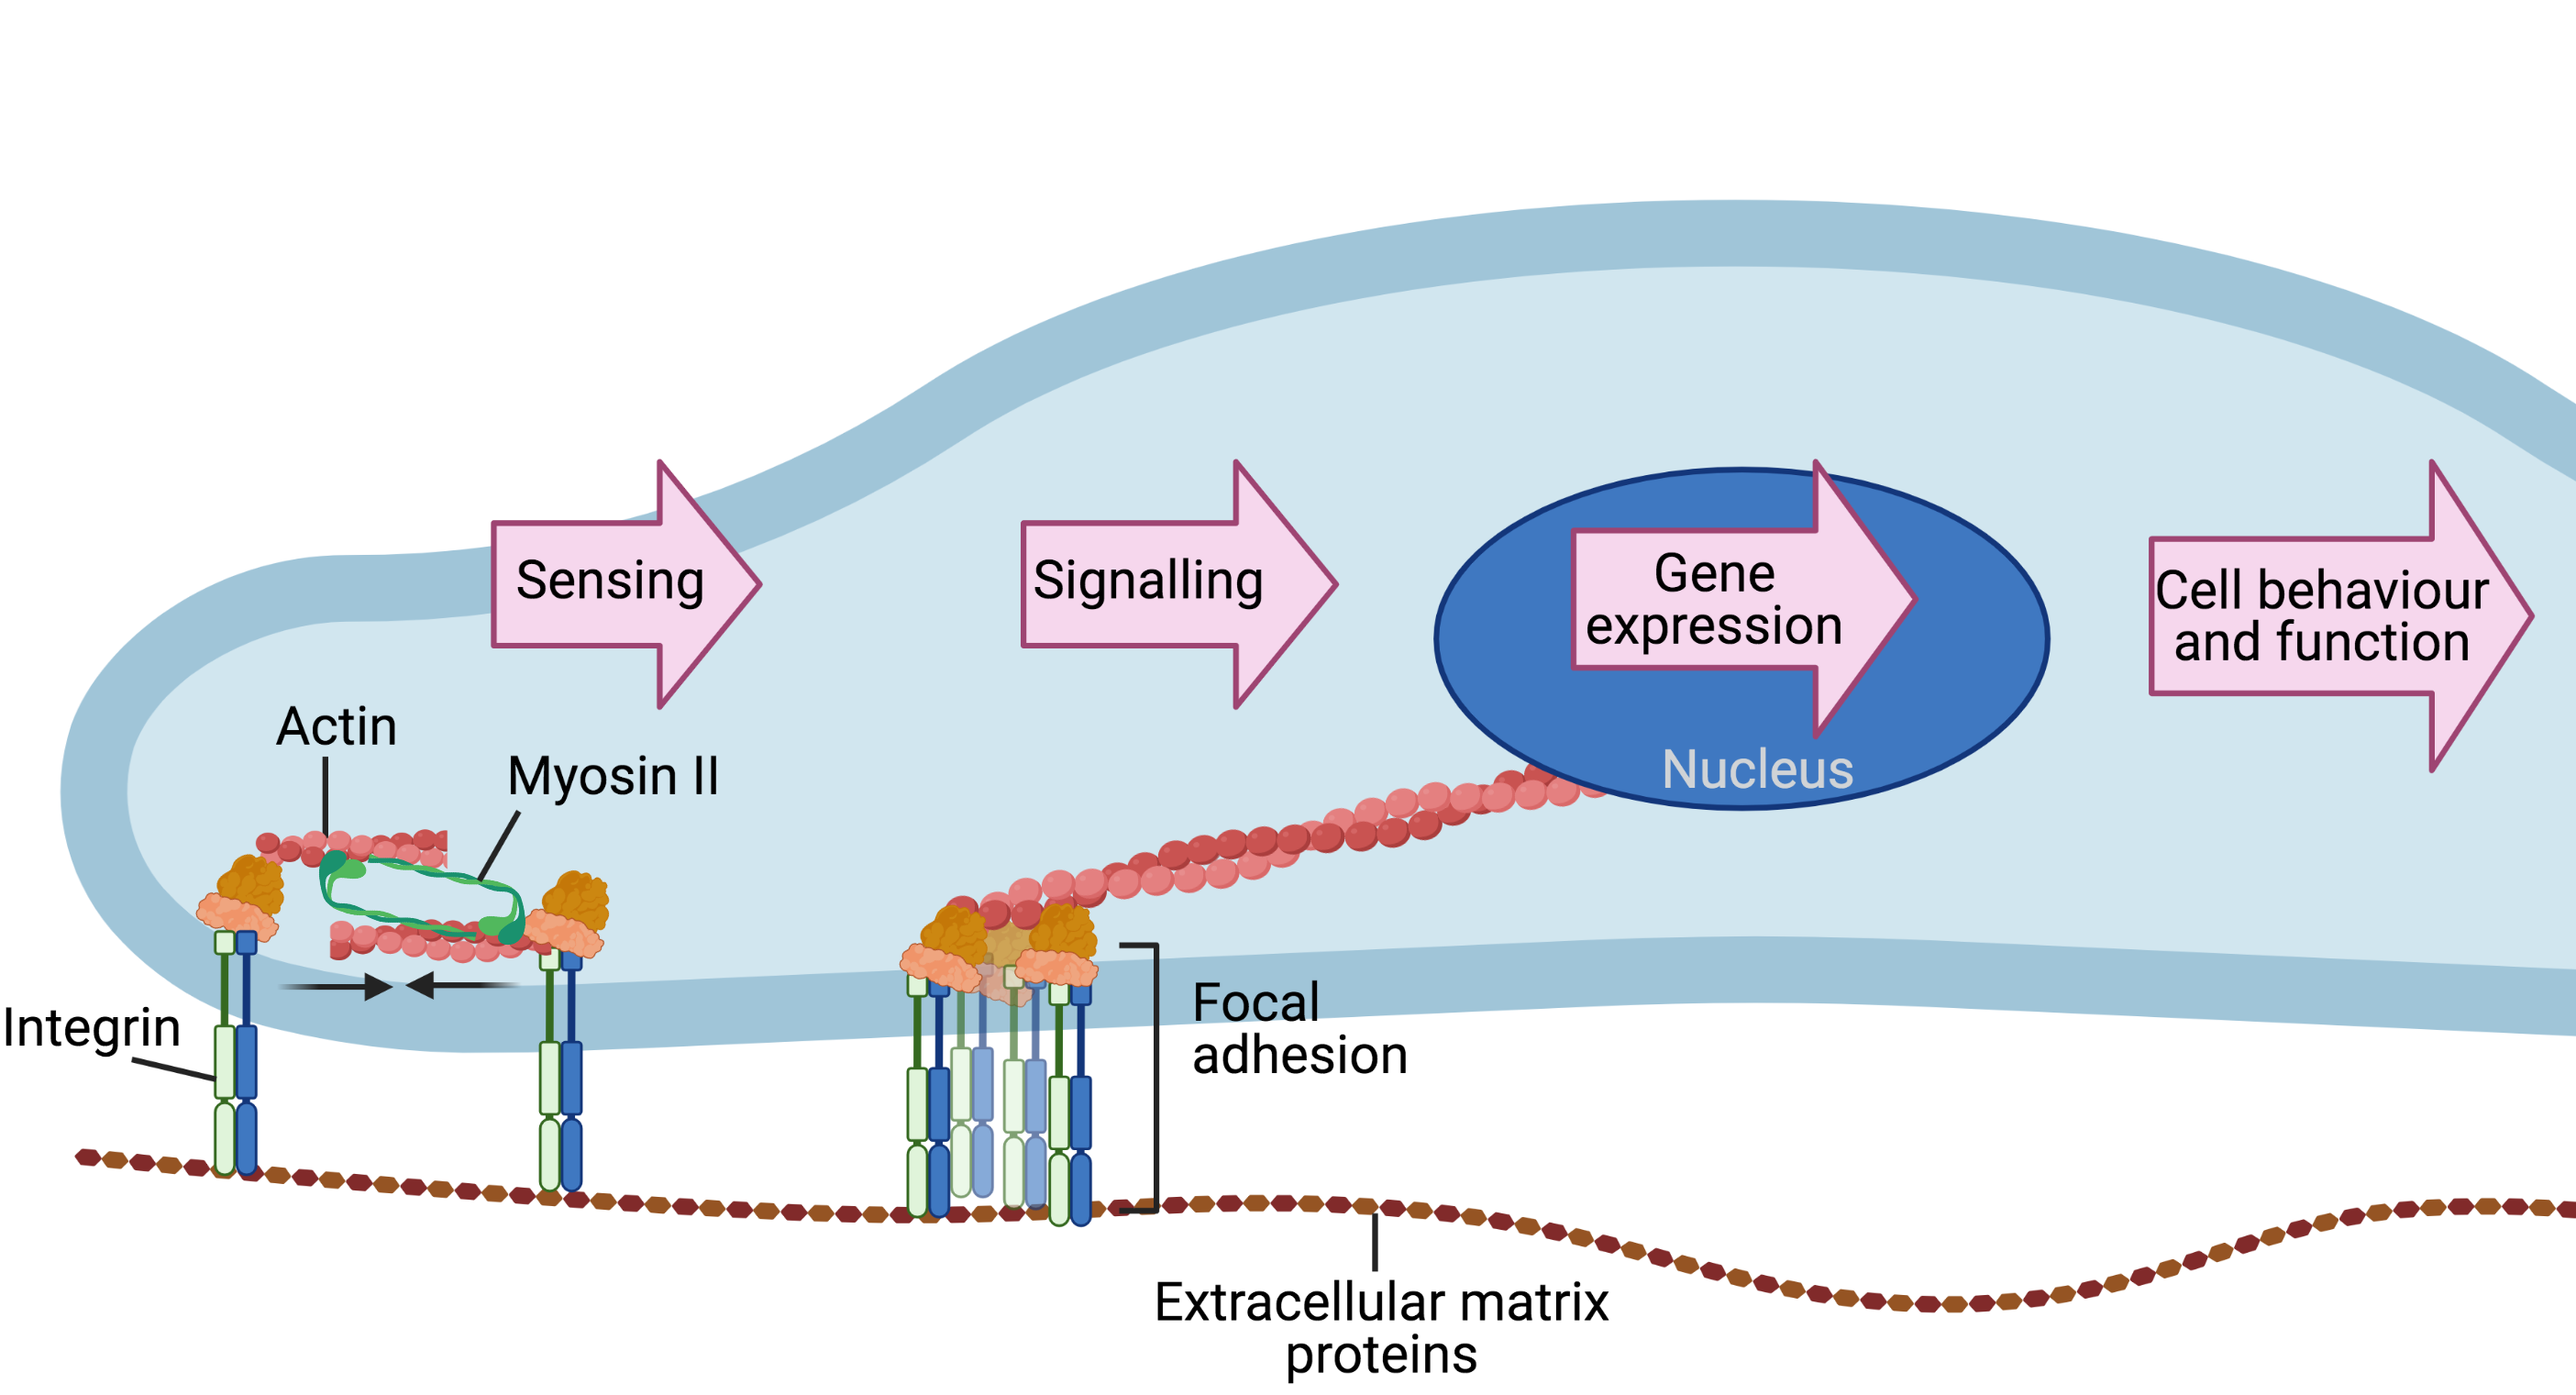 Sensing
Signalling
Gene
expression
Cell behaviour
and function
Actin
Myosin II
Nucleus
Integrin
Focal
adhesion
Extracellular matrix
proteins